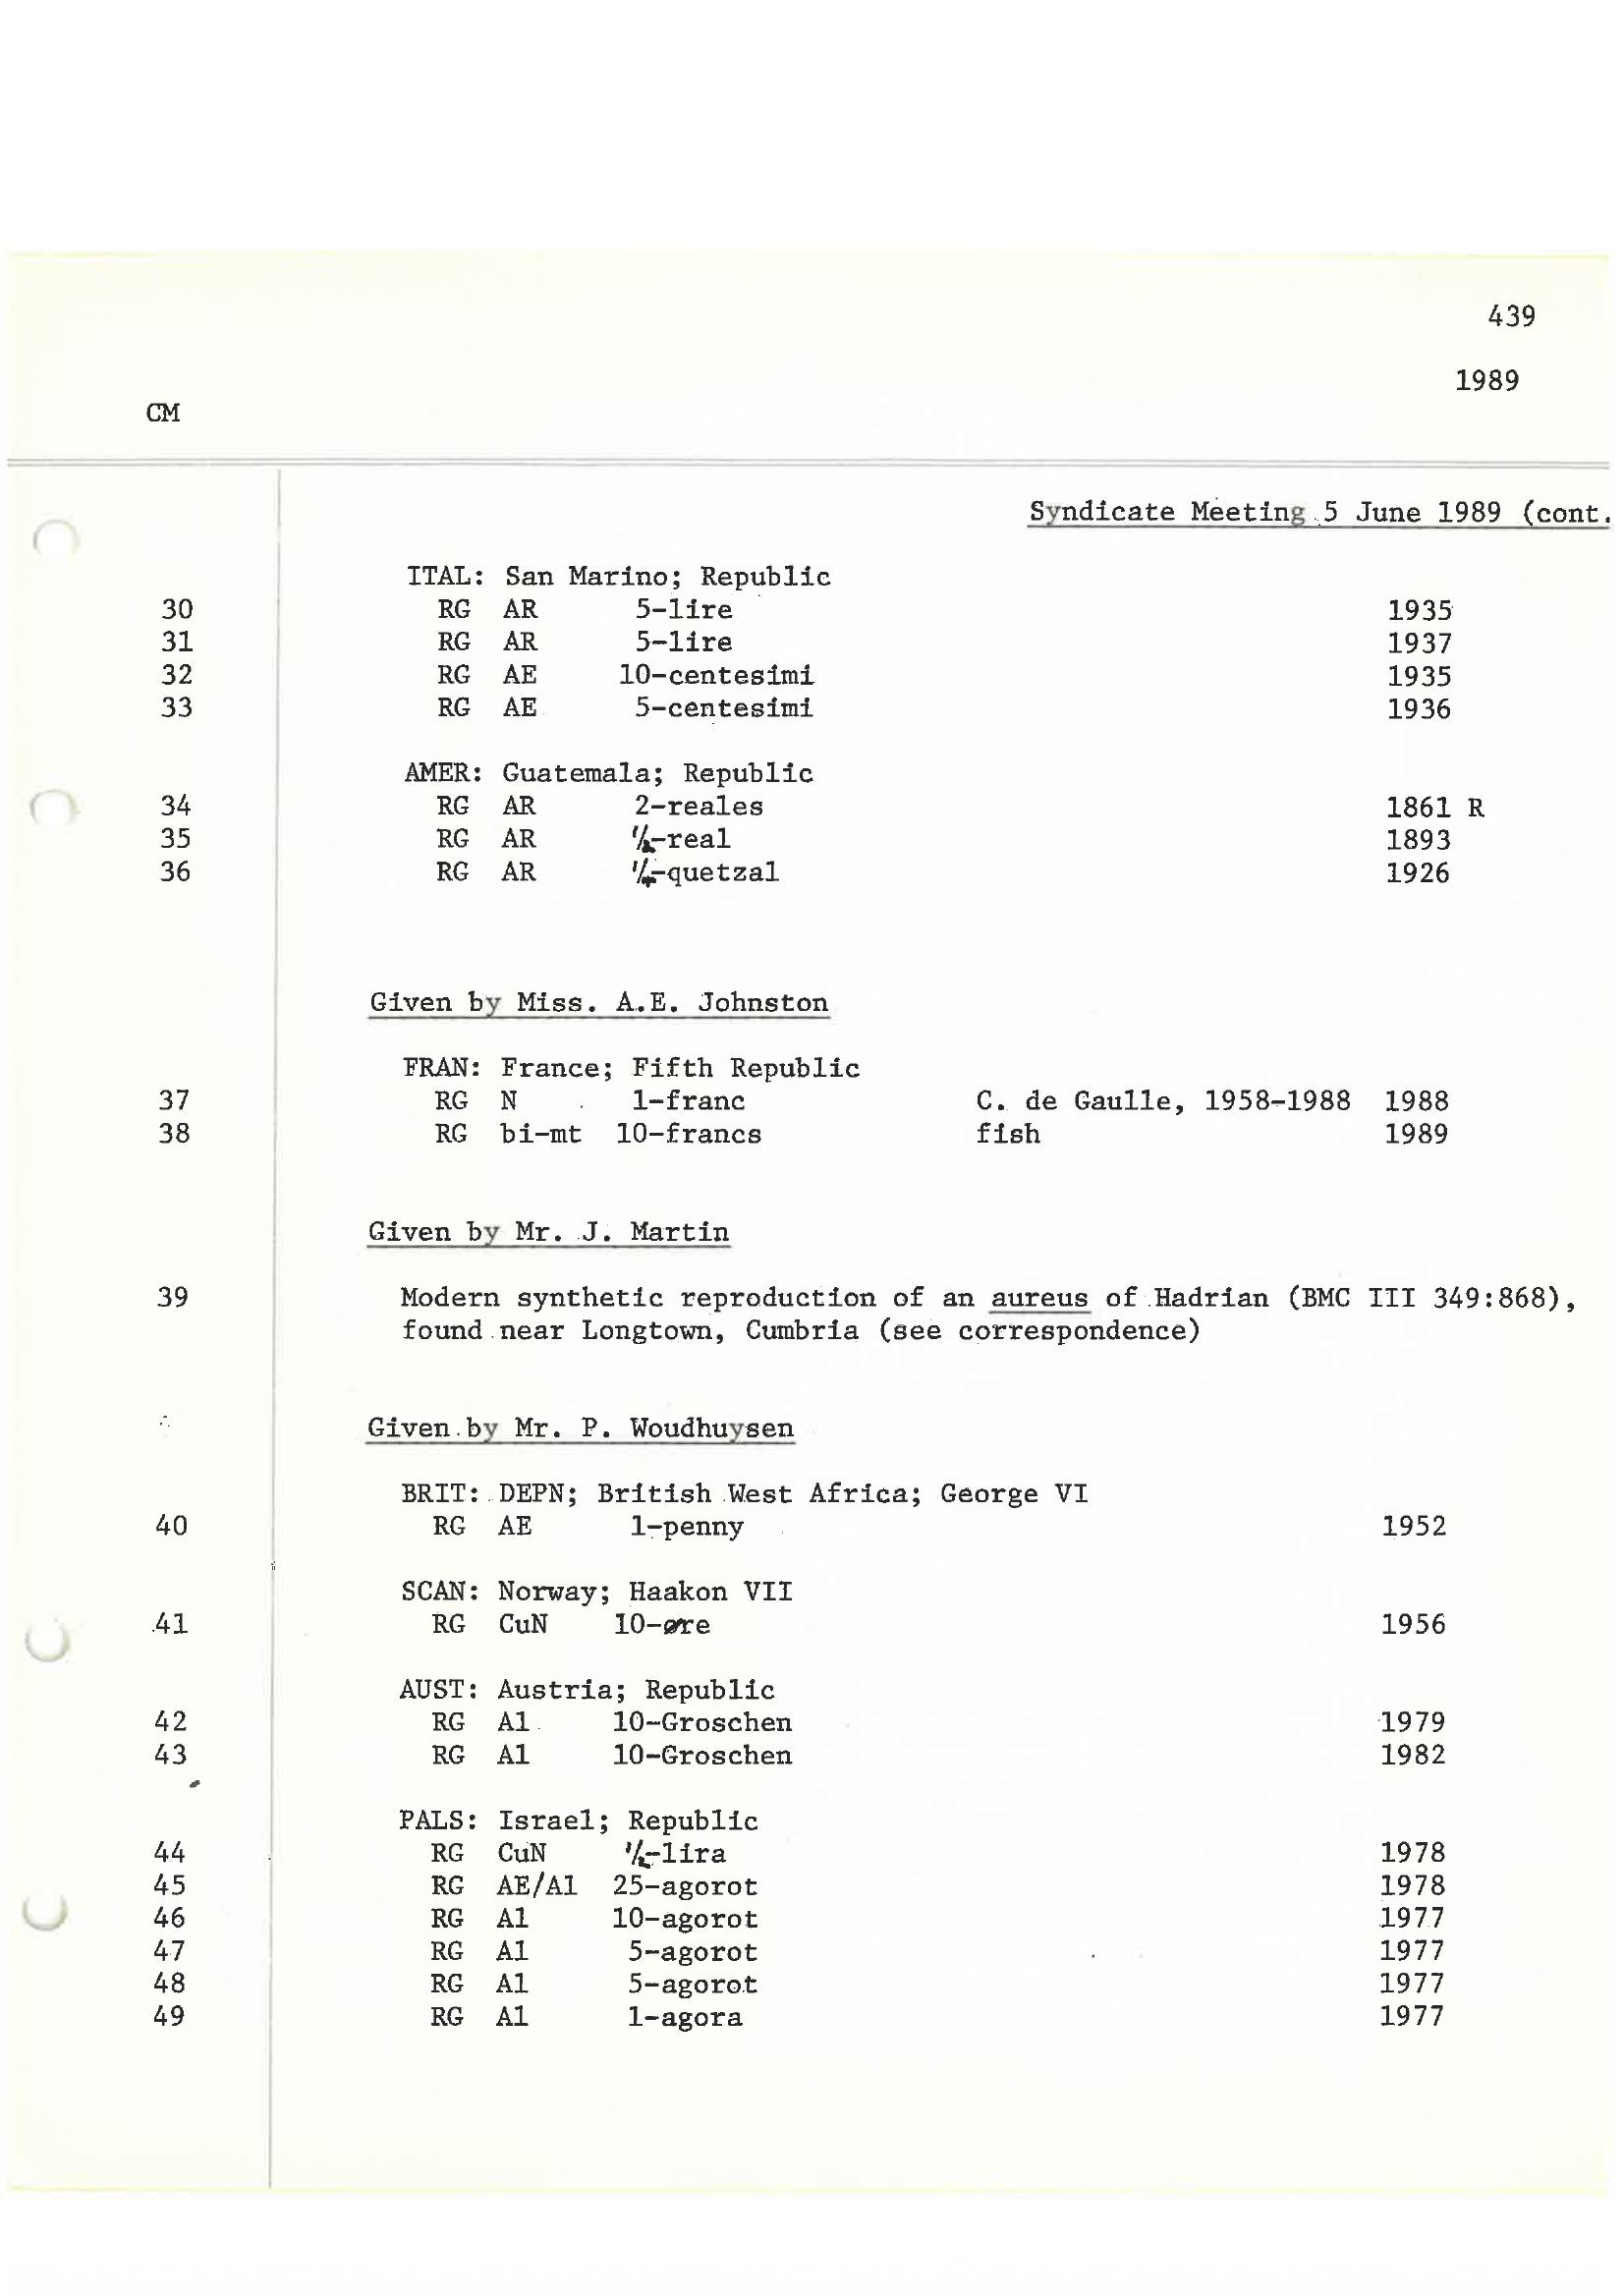 439
1989
CM
Syndicate Meeting 5 June 1989 (cont.
ITAL: San Marino; Republic
30 RG AR 5-lire 1935
31 RG AR 5-lire 1937
32 RG AE 10-centesimi 1935
33 RG AE 5-centesimi 1936
AMER: Guatemala; Republic
34 RG AR 2-reales 1861 R
35 RG AR -real 1893
36 RG AR 1/4-quetzal 1926
Given by Miss. A.E. Johnston
FRAN: France; Fifth Republic
37 RG N 1-franc C. de Gaulle, 1958-1988 1988
38 RG bi-mt 10-francs fish 1989
Given by Mr. J. Martin
39 Modern synthetic reproduction of an aureus of Hadrian (BMC III 349:868),
found near Longtown, Cumbria (see correspondence)
Given by Mr. P. Woudhuysen
BRIT: DEPN; British West Africa; George VI
40 RG AE 1-penny 1952
SCAN: Norway; Haakon VII
41 RG CuN 10-øre 1956
AUST: Austria; Republic
42 RG Al 10-Groschen 1979
43 RG Al 10-Groschen 1982
PALS: Israel; Republic
44 RG CuN ½-lira 1978
45 RG AE/Al 25-agorot 1978
46 RG Al 10-agorot 1977
47 RG Al 5-agorot 1977
48 RG Al 5-agorot 1977
49 RG Al 1-agora 1977